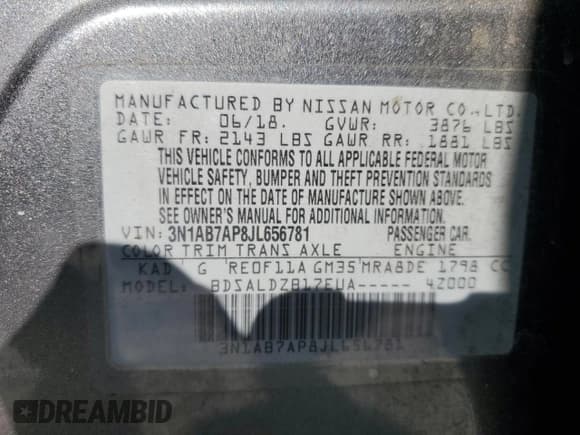 MANUFACTURED BY NISSAN MOTOR CO., LTD.
DATE: 06/18. GVWR: 3876 LBS
GAWR FR: 2143 LBS GAWR RR: 1881 LBS
THIS VEHICLE CONFORMS TO ALL APPLICABLE FEDERAL MOTOR
VEHICLE SAFETY, BUMPER AND THEFT PREVENTION STANDARDS
IN EFFECT ON THE DATE OF MANUFACTURE SHOWN ABOVE.
SEE OWNER'S MANUAL FOR ADDITIONAL INFORMATION.
VIN: 3N1AB7AP8JL656781 PASSENGER CAR.
COLOR TRIM TRANS AXLE ENGINE
KAD G RE0F11A GM35 MRA8DE 1798 CC
MODEL: BDSALDZB17EUA----- 42000
3N1AB7AP8JL656781
DREAMBID